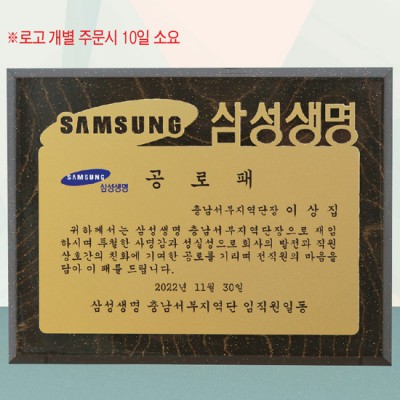 ※로고 개별 주문시 10일 소요
SAMSUNG 삼성생명
SAMSUNG
삼성생명
공로패
충남서부지역단장 이상집
귀하께서는 삼성생명 충남서부지역단장으로 재임
하시며 투철한 사명감과 성실성으로 회사의 발전과 직원
상호간의 친화에 기여한 공로를 기리며 전직원의 마음을
담아 이 패를 드립니다.
2022년 11월 30일
삼성생명 충남서부지역단 임직원일동